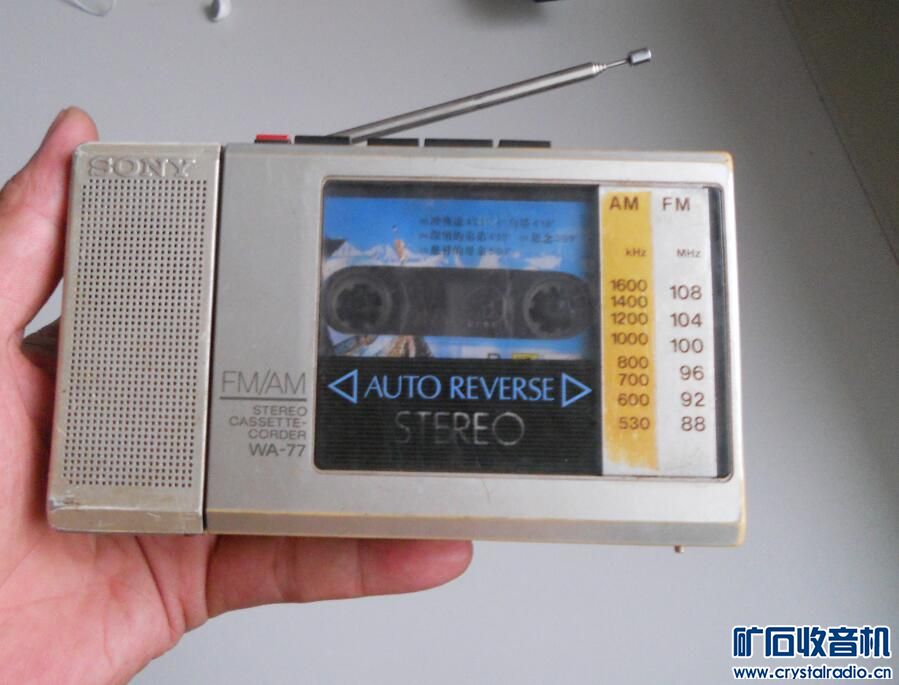 SONY
AM FM
kHz MHz
1600
1400
1200
1000
800
700
600
530
108
104
100
96
92
88
FM/AM
STEREO
CASSETTE-
CORDER
WA-77
AUTO REVERSE
STEREO
矿石收音机
www.crystalradio.cn